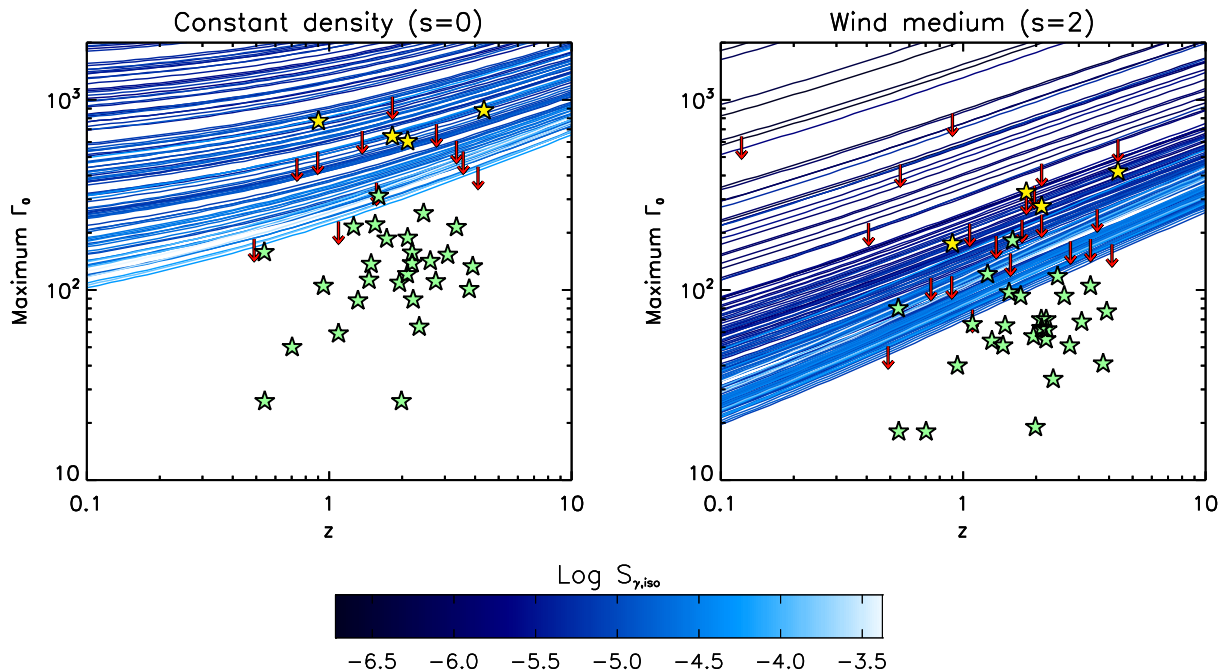 Constant density (s=0)
Wind medium (s=2)
Maximum Γ₀
10³
10²
10
0.1
1
10
z
Maximum Γ₀
10³
10²
10
0.1
1
10
z
Log S_γ,iso
−6.5
−6.0
−5.5
−5.0
−4.5
−4.0
−3.5